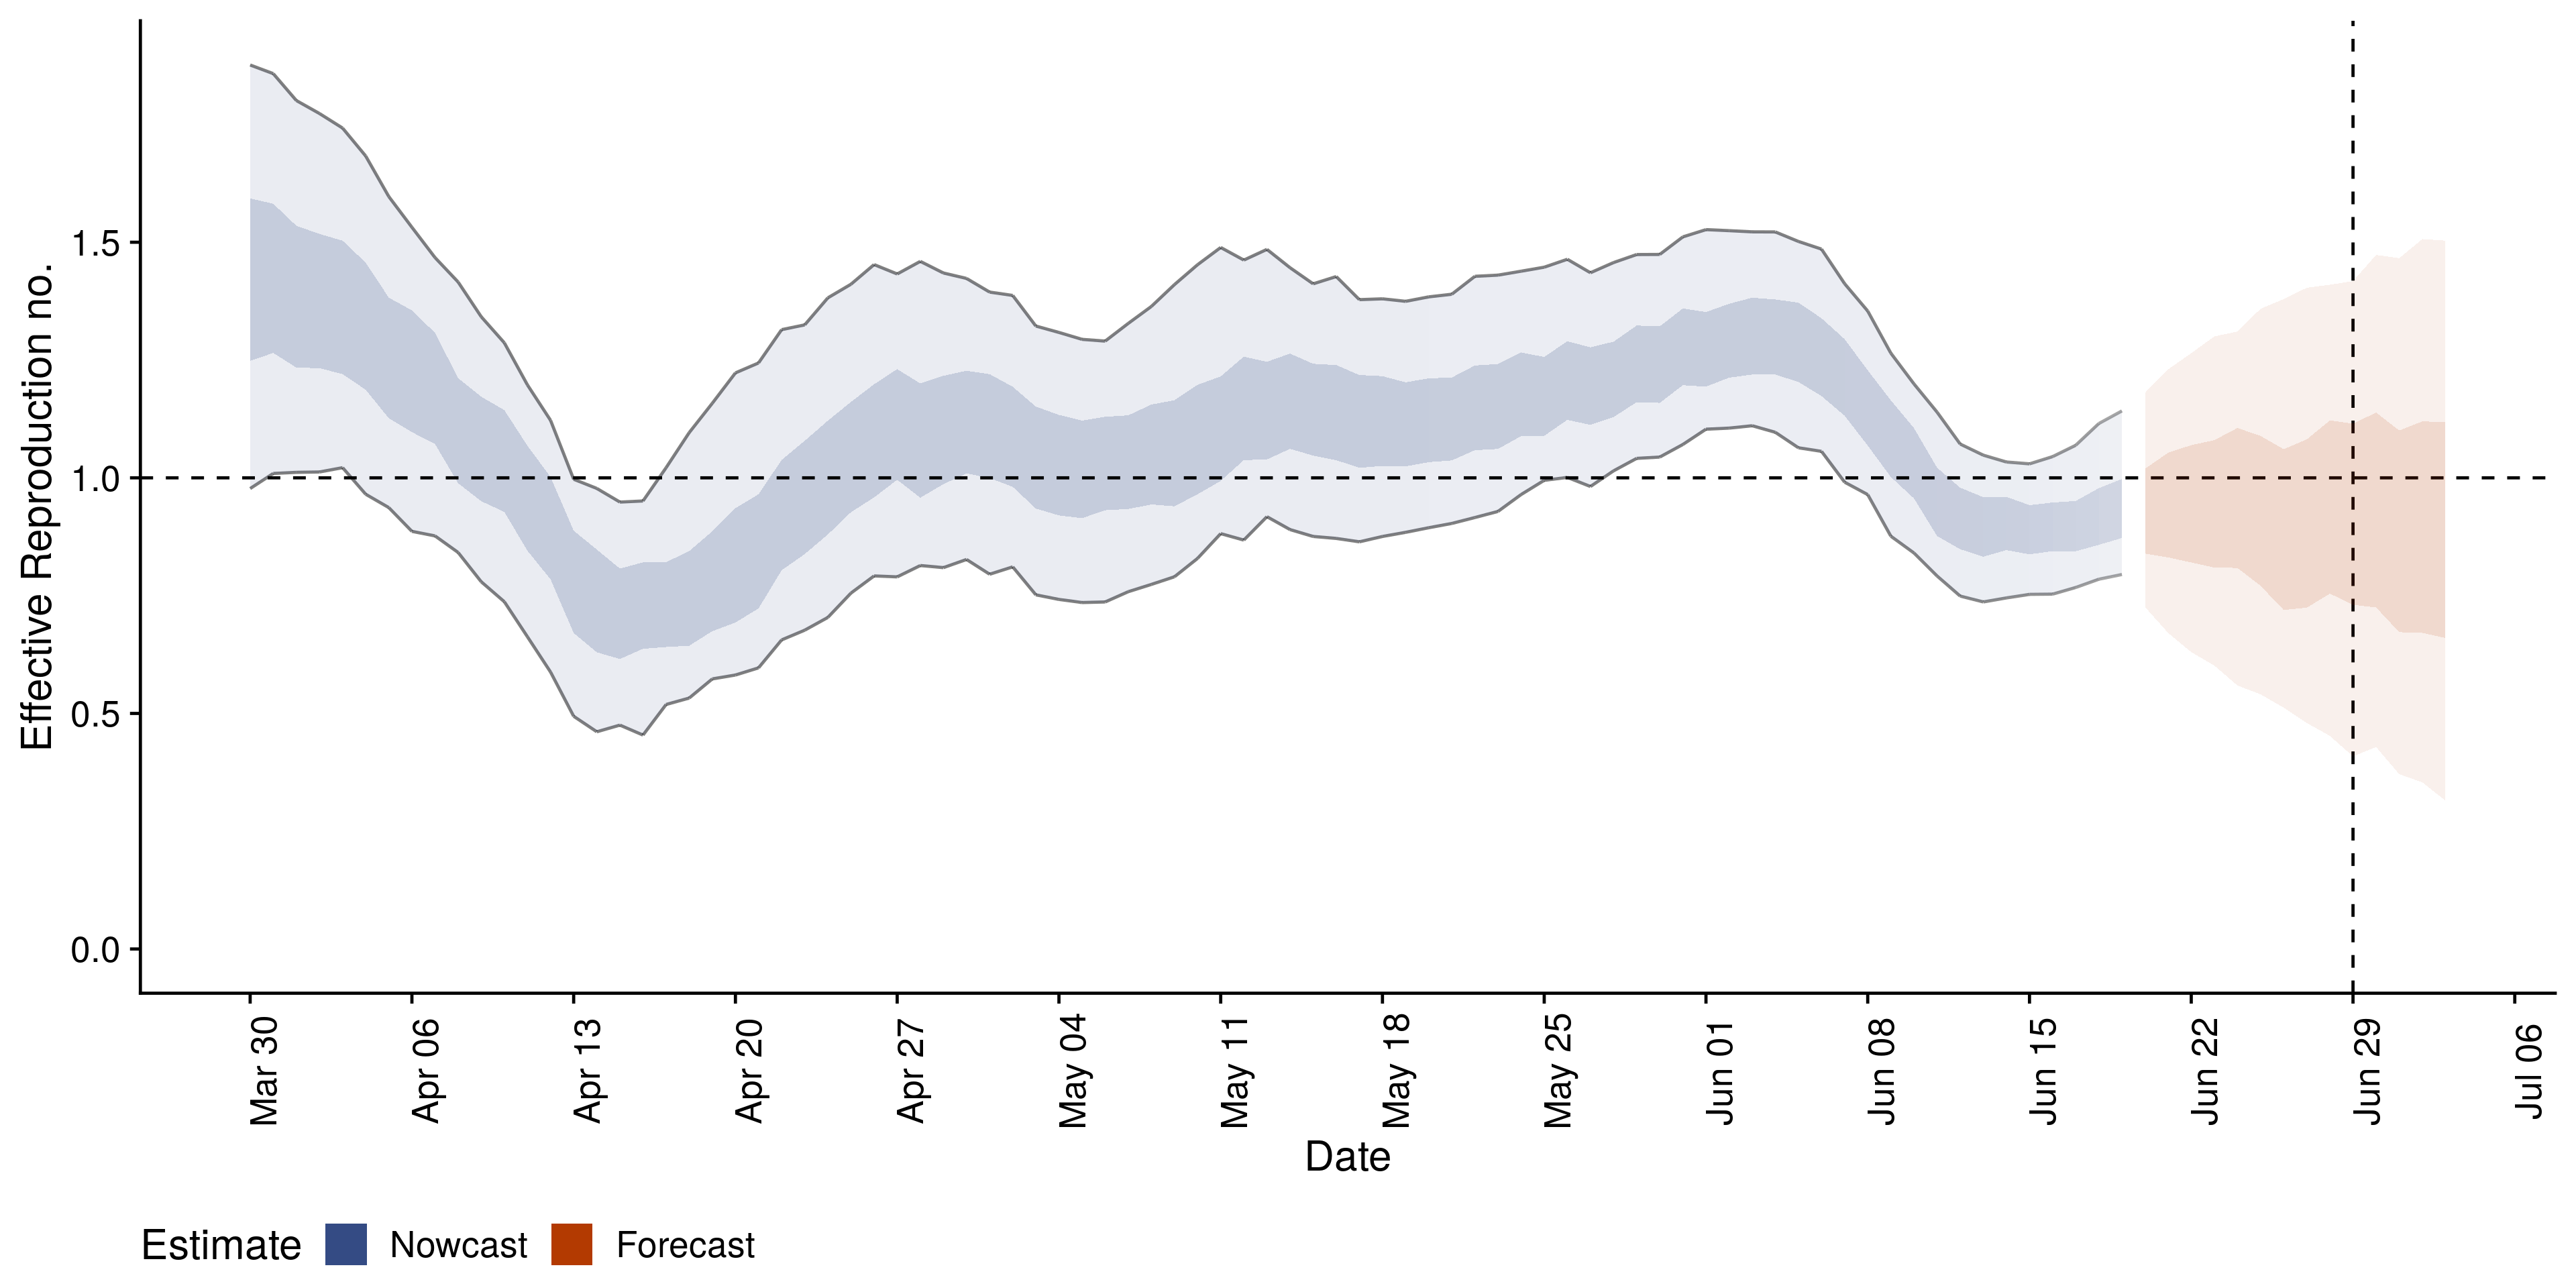 Effective Reproduction no.
1.5
1.0
0.5
0.0
Mar 30
Apr 06
Apr 13
Apr 20
Apr 27
May 04
May 11
May 18
May 25
Jun 01
Jun 08
Jun 15
Jun 22
Jun 29
Jul 06
Date
Estimate Nowcast Forecast